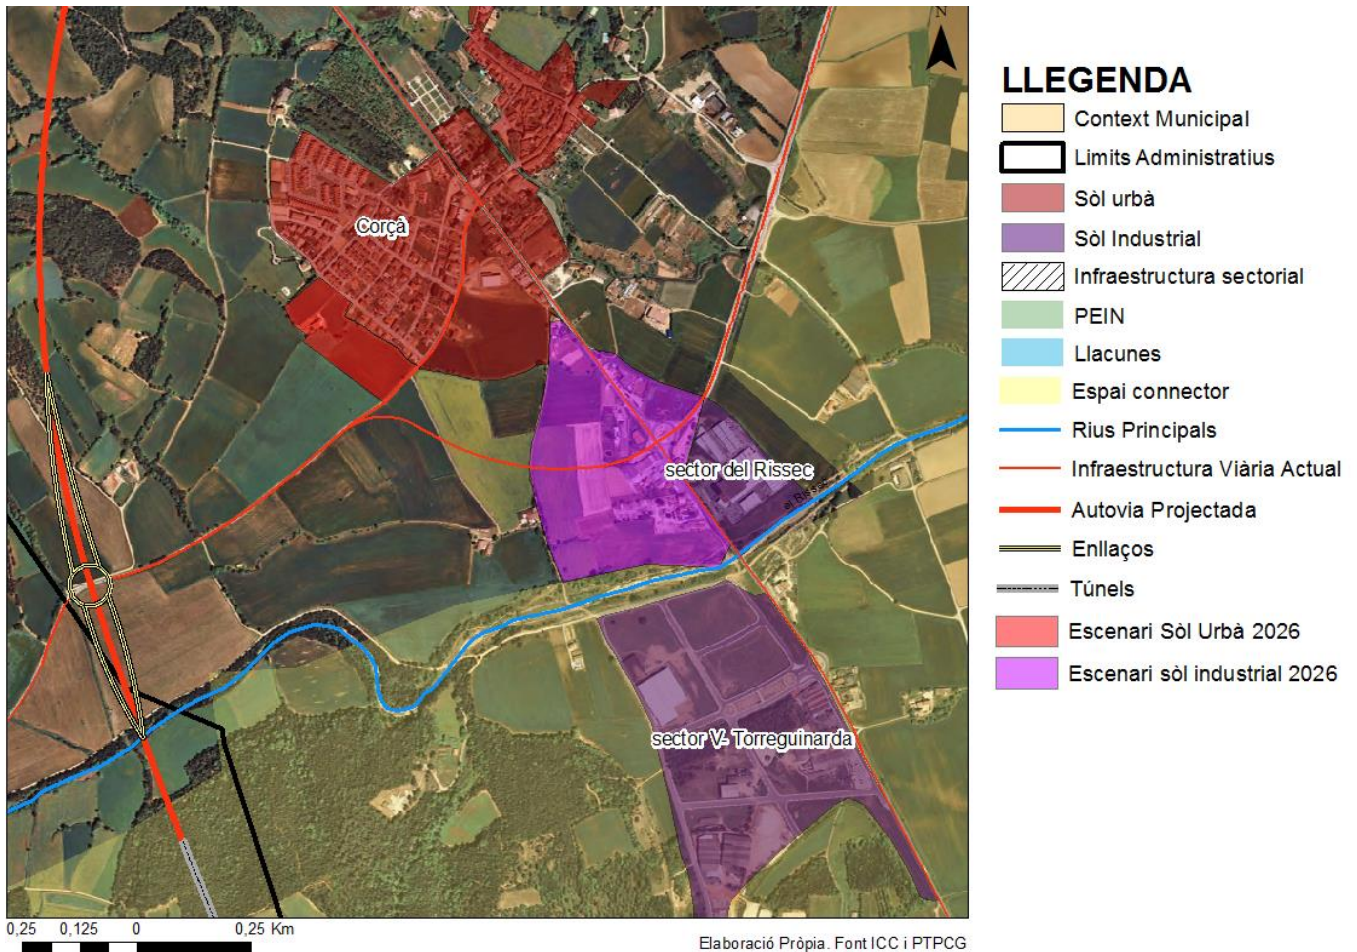 N
Corçà
sector del Rissec
el Rissec
sector V- Torreguinarda
LLEGENDA
Context Municipal
Limits Administratius
Sòl urbà
Sòl Industrial
Infraestructura sectorial
PEIN
Llacunes
Espai connector
Rius Principals
Infraestructura Viària Actual
Autovia Projectada
Enllaços
Túnels
Escenari Sòl Urbà 2026
Escenari sòl industrial 2026
0,25 0,125 0 0,25 Km
Elaboració Pròpia. Font ICC i PTPCG